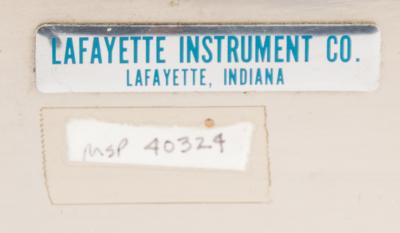 LAFAYETTE INSTRUMENT CO.
LAFAYETTE, INDIANA
MSP 40324